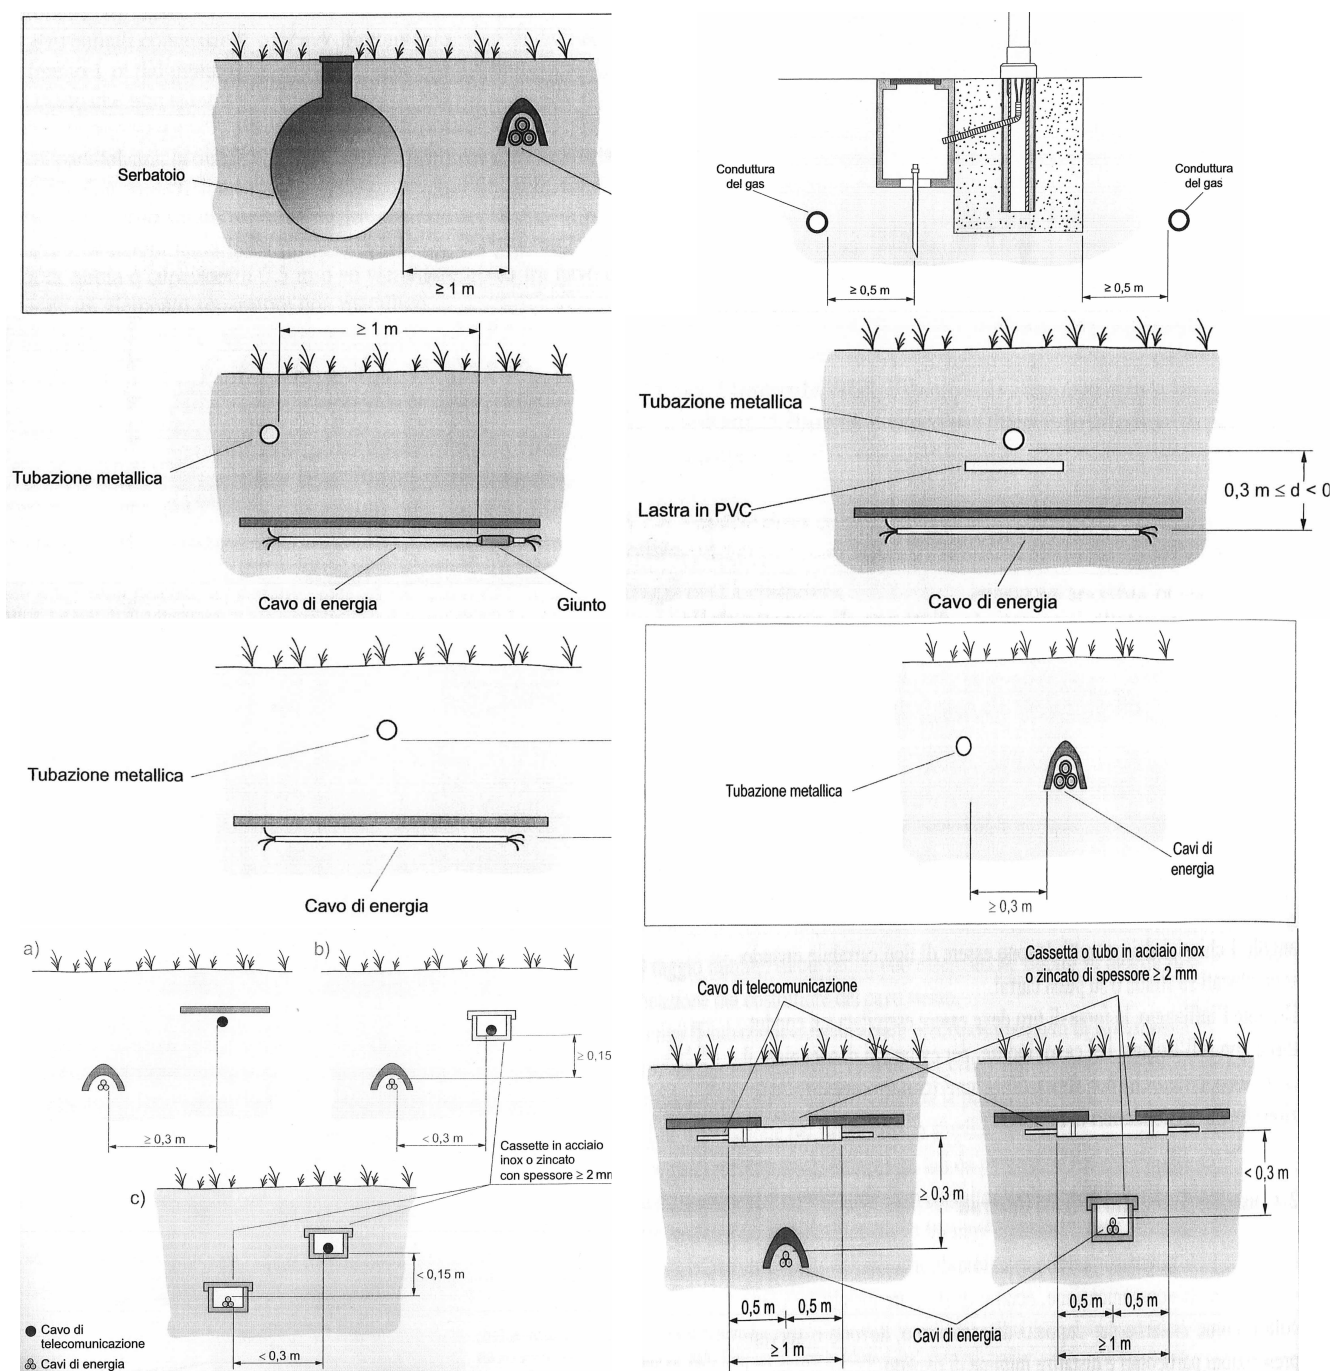 Serbatoio
≥ 1 m
Conduttura
del gas
Conduttura
del gas
≥ 0,5 m
≥ 0,5 m
≥ 1 m
Tubazione metallica
Cavo di energia
Giunto
Tubazione metallica
Lastra in PVC
0,3 m ≤ d < 0
Cavo di energia
Tubazione metallica
Cavo di energia
Tubazione metallica
Cavi di
energia
≥ 0,3 m
a)
b)
≥ 0,15
≥ 0,3 m
< 0,3 m
Cassette in acciaio
inox o zincato
con spessore ≥ 2 mm
c)
< 0,15 m
< 0,3 m
Cavo di
telecomunicazione
Cavi di energia
Cassetta o tubo in acciaio inox
o zincato di spessore ≥ 2 mm
Cavo di telecomunicazione
≥ 0,3 m
< 0,3 m
0,5 m
0,5 m
≥ 1 m
0,5 m
0,5 m
≥ 1 m
Cavi di energia